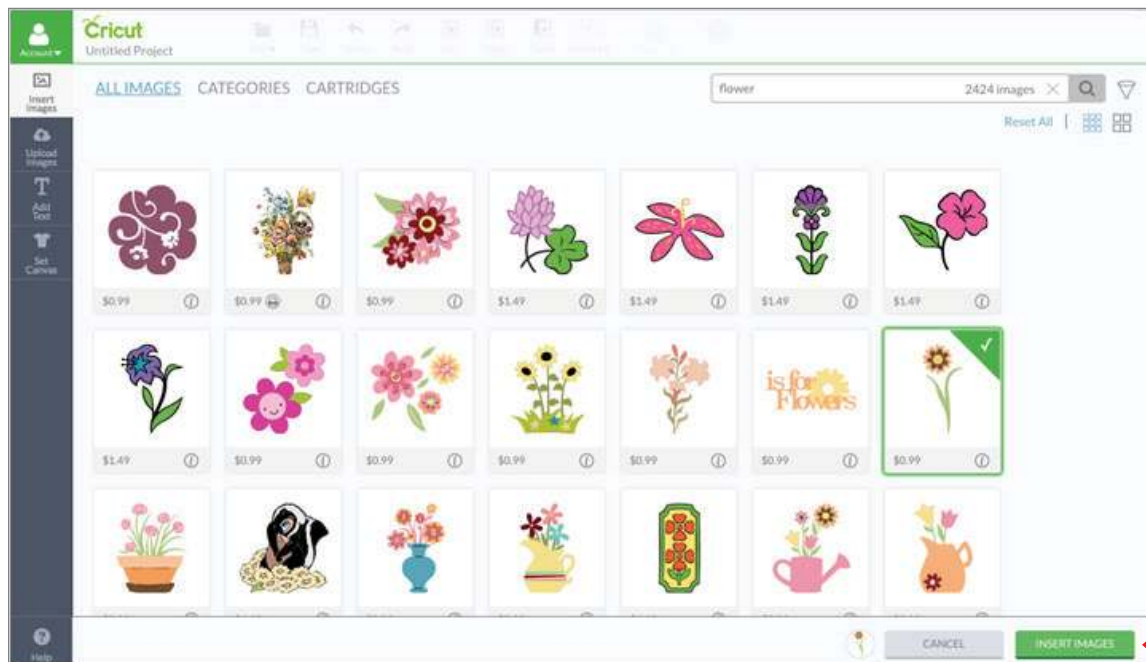 Cricut
Untitled Project
Account
Insert
Images
Upload
Images
Add
Text
Set
Canvas
Help
ALL IMAGES CATEGORIES CARTRIDGES
flower 2424 images
Reset All
$0.99 $0.99 $0.99 $1.49 $1.49 $1.49 $1.49
is for
Flowers
$1.49 $0.99 $0.99 $0.99 $0.99 $0.99 $0.99
CANCEL INSERT IMAGES